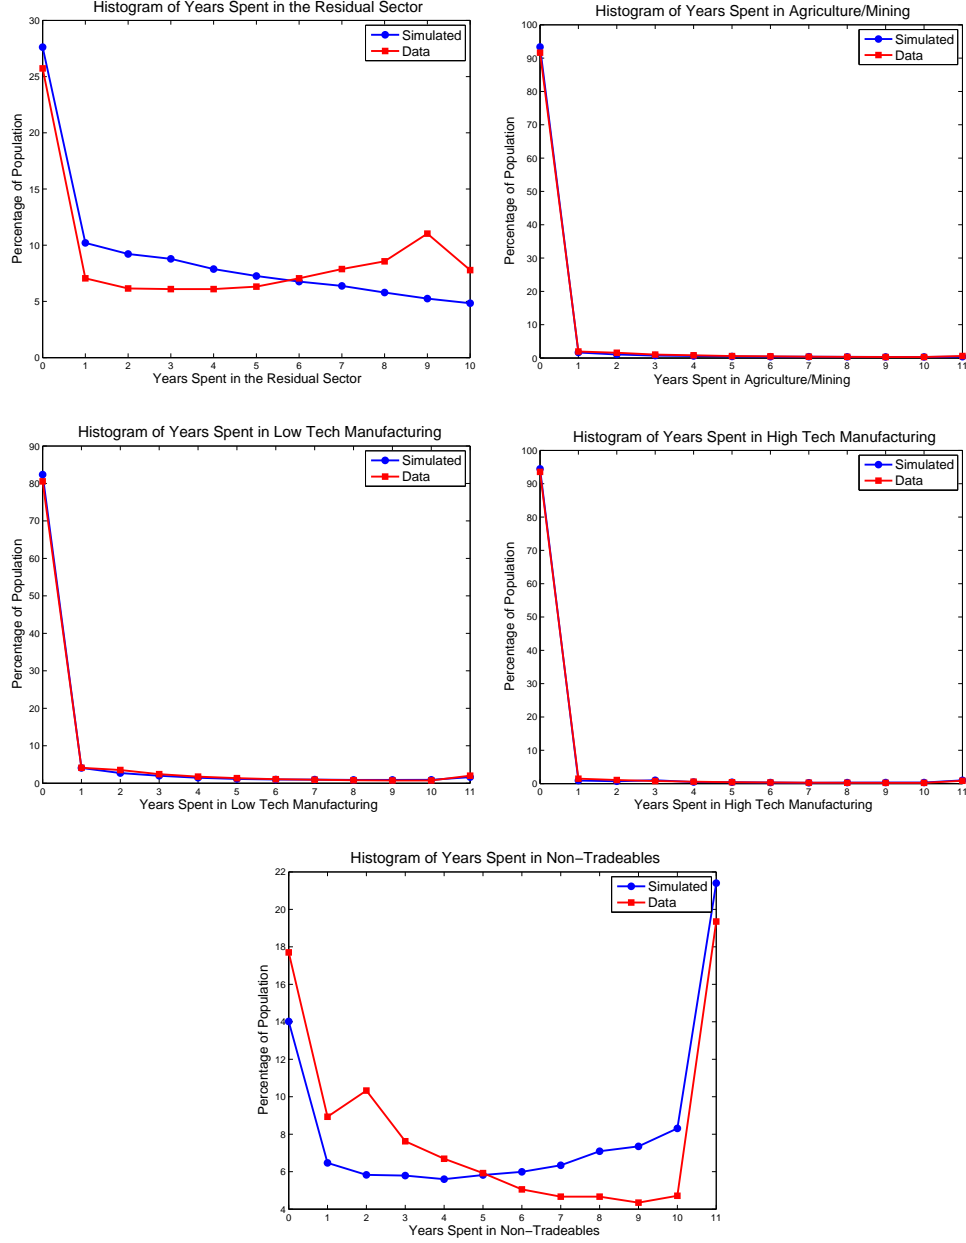 Histogram of Years Spent in the Residual Sector
Simulated
Data
Percentage of Population
30
25
20
15
10
5
0
0 1 2 3 4 5 6 7 8 9 10
Years Spent in the Residual Sector
Histogram of Years Spent in Agriculture/Mining
Simulated
Data
Percentage of Population
100
90
80
70
60
50
40
30
20
10
0
0 1 2 3 4 5 6 7 8 9 10 11
Years Spent in Agriculture/Mining
Histogram of Years Spent in Low Tech Manufacturing
Simulated
Data
Percentage of Population
90
80
70
60
50
40
30
20
10
0
0 1 2 3 4 5 6 7 8 9 10 11
Years Spent in Low Tech Manufacturing
Histogram of Years Spent in High Tech Manufacturing
Simulated
Data
Percentage of Population
100
90
80
70
60
50
40
30
20
10
0
0 1 2 3 4 5 6 7 8 9 10 11
Years Spent in High Tech Manufacturing
Histogram of Years Spent in Non−Tradeables
Simulated
Data
Percentage of Population
22
20
18
16
14
12
10
8
6
4
0 1 2 3 4 5 6 7 8 9 10 11
Years Spent in Non−Tradeables